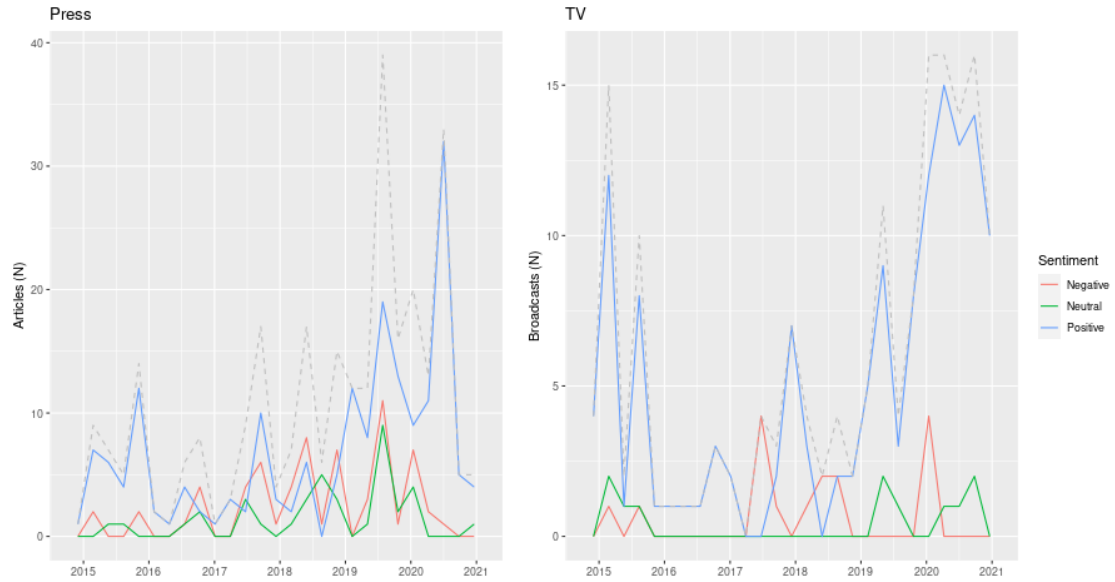 Press
Articles (N)
40
30
20
10
0
2015 2016 2017 2018 2019 2020 2021
TV
Broadcasts (N)
15
10
5
0
2015 2016 2017 2018 2019 2020 2021
Sentiment
Negative
Neutral
Positive